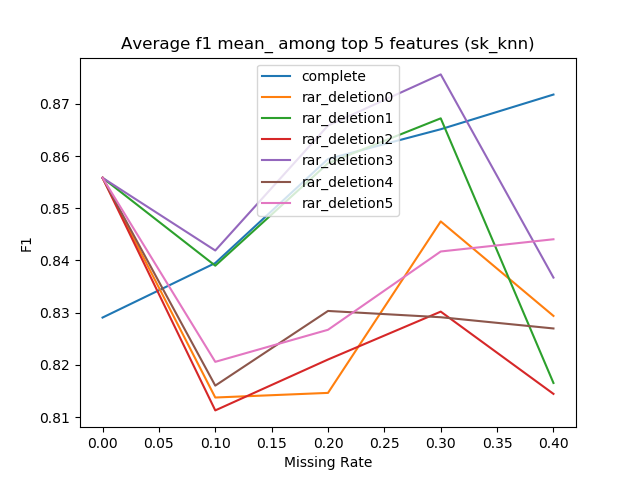 Average f1 mean_ among top 5 features (sk_knn)
complete
rar_deletion0
rar_deletion1
rar_deletion2
rar_deletion3
rar_deletion4
rar_deletion5
0.87
0.86
0.85
0.84
0.83
0.82
0.81
F1
0.00 0.05 0.10 0.15 0.20 0.25 0.30 0.35 0.40
Missing Rate